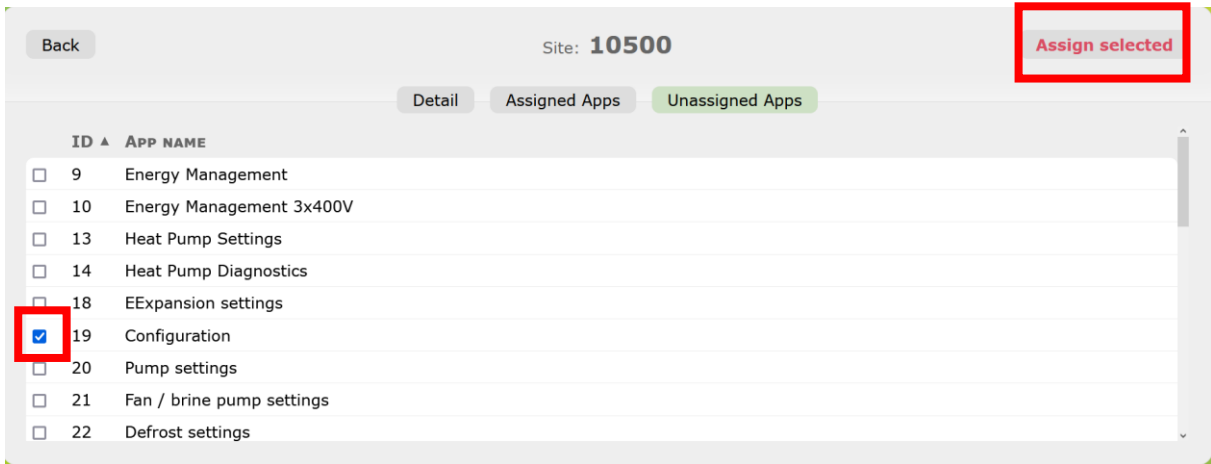 Back
Site: 10500
Assign selected
Detail
Assigned Apps
Unassigned Apps
ID ▲ APP NAME
9 Energy Management
10 Energy Management 3x400V
13 Heat Pump Settings
14 Heat Pump Diagnostics
18 EExpansion settings
19 Configuration
20 Pump settings
21 Fan / brine pump settings
22 Defrost settings